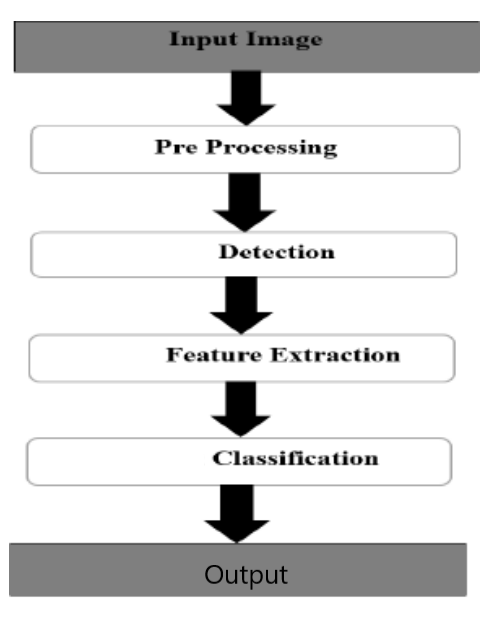 Input Image
Pre Processing
Detection
Feature Extraction
Classification
Output